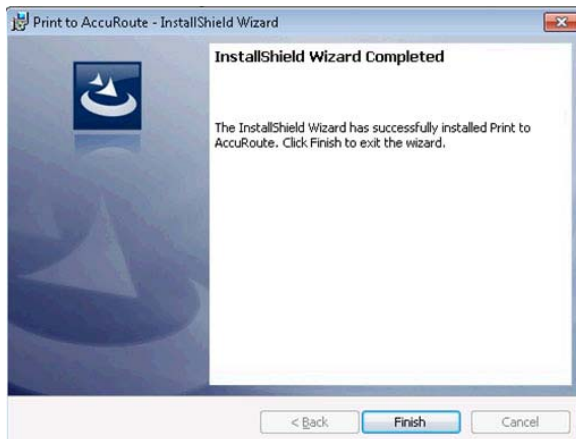 Print to AccuRoute - InstallShield Wizard
InstallShield Wizard Completed
The InstallShield Wizard has successfully installed Print to
AccuRoute. Click Finish to exit the wizard.
< Back
Finish
Cancel